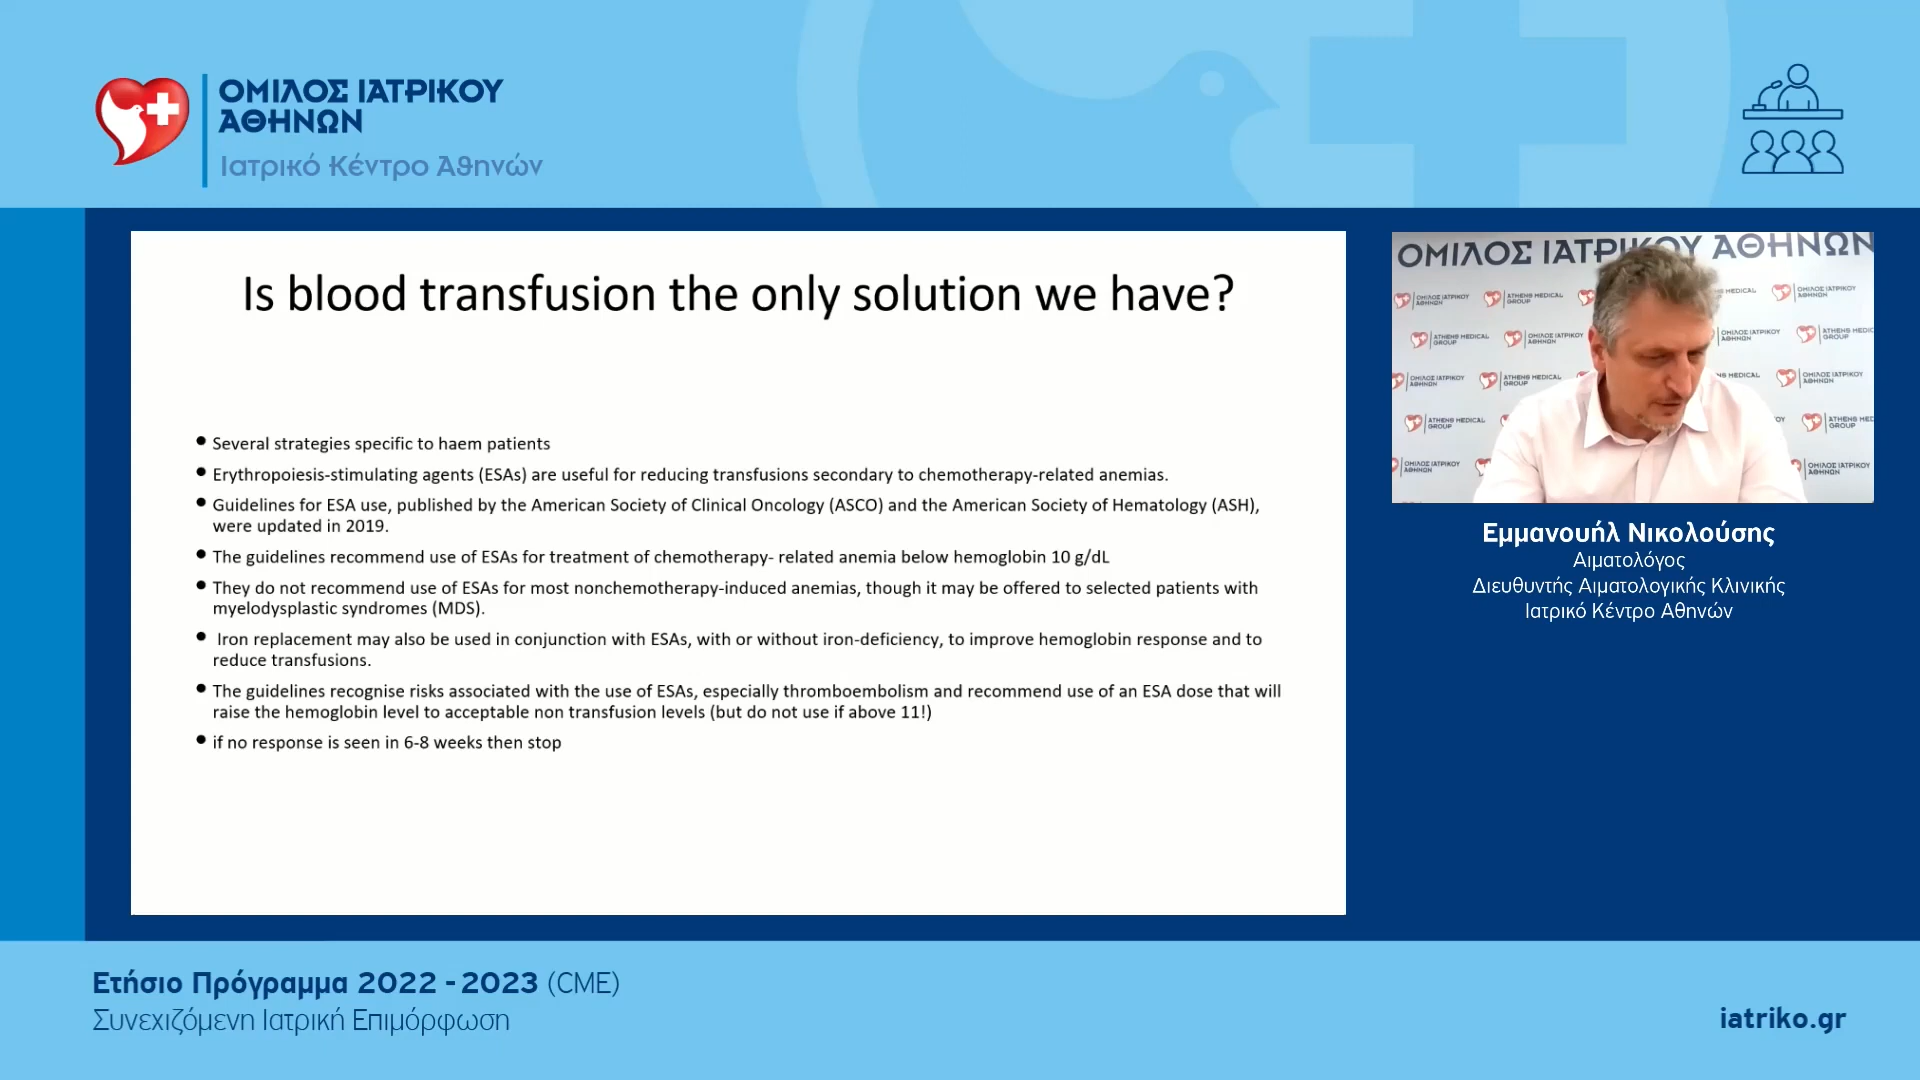 ΟΜΙΛΟΣ ΙΑΤΡΙΚΟΥ
ΑΘΗΝΩΝ
Ιατρικό Κέντρο Αθηνών
Is blood transfusion the only solution we have?
• Several strategies specific to haem patients
• Erythropoiesis-stimulating agents (ESAs) are useful for reducing transfusions secondary to chemotherapy-related anemias.
• Guidelines for ESA use, published by the American Society of Clinical Oncology (ASCO) and the American Society of Hematology (ASH),
were updated in 2019.
• The guidelines recommend use of ESAs for treatment of chemotherapy- related anemia below hemoglobin 10 g/dL
• They do not recommend use of ESAs for most nonchemotherapy-induced anemias, though it may be offered to selected patients with
myelodysplastic syndromes (MDS).
• Iron replacement may also be used in conjunction with ESAs, with or without iron-deficiency, to improve hemoglobin response and to
reduce transfusions.
• The guidelines recognise risks associated with the use of ESAs, especially thromboembolism and recommend use of an ESA dose that will
raise the hemoglobin level to acceptable non transfusion levels (but do not use if above 11!)
• if no response is seen in 6-8 weeks then stop
ΟΜΙΛΟΣ ΙΑΤΡΙΚΟΥ ΑΘΗΝΩΝ
ΟΜΙΛΟΣ ΙΑΤΡΙΚΟΥ
ΑΘΗΝΩΝ
ATHENS MEDICAL
GROUP
Εμμανουήλ Νικολούσης
Αιματολόγος
Διευθυντής Αιματολογικής Κλινικής
Ιατρικό Κέντρο Αθηνών
Ετήσιο Πρόγραμμα 2022 - 2023 (CME)
Συνεχιζόμενη Ιατρική Επιμόρφωση
iatriko.gr